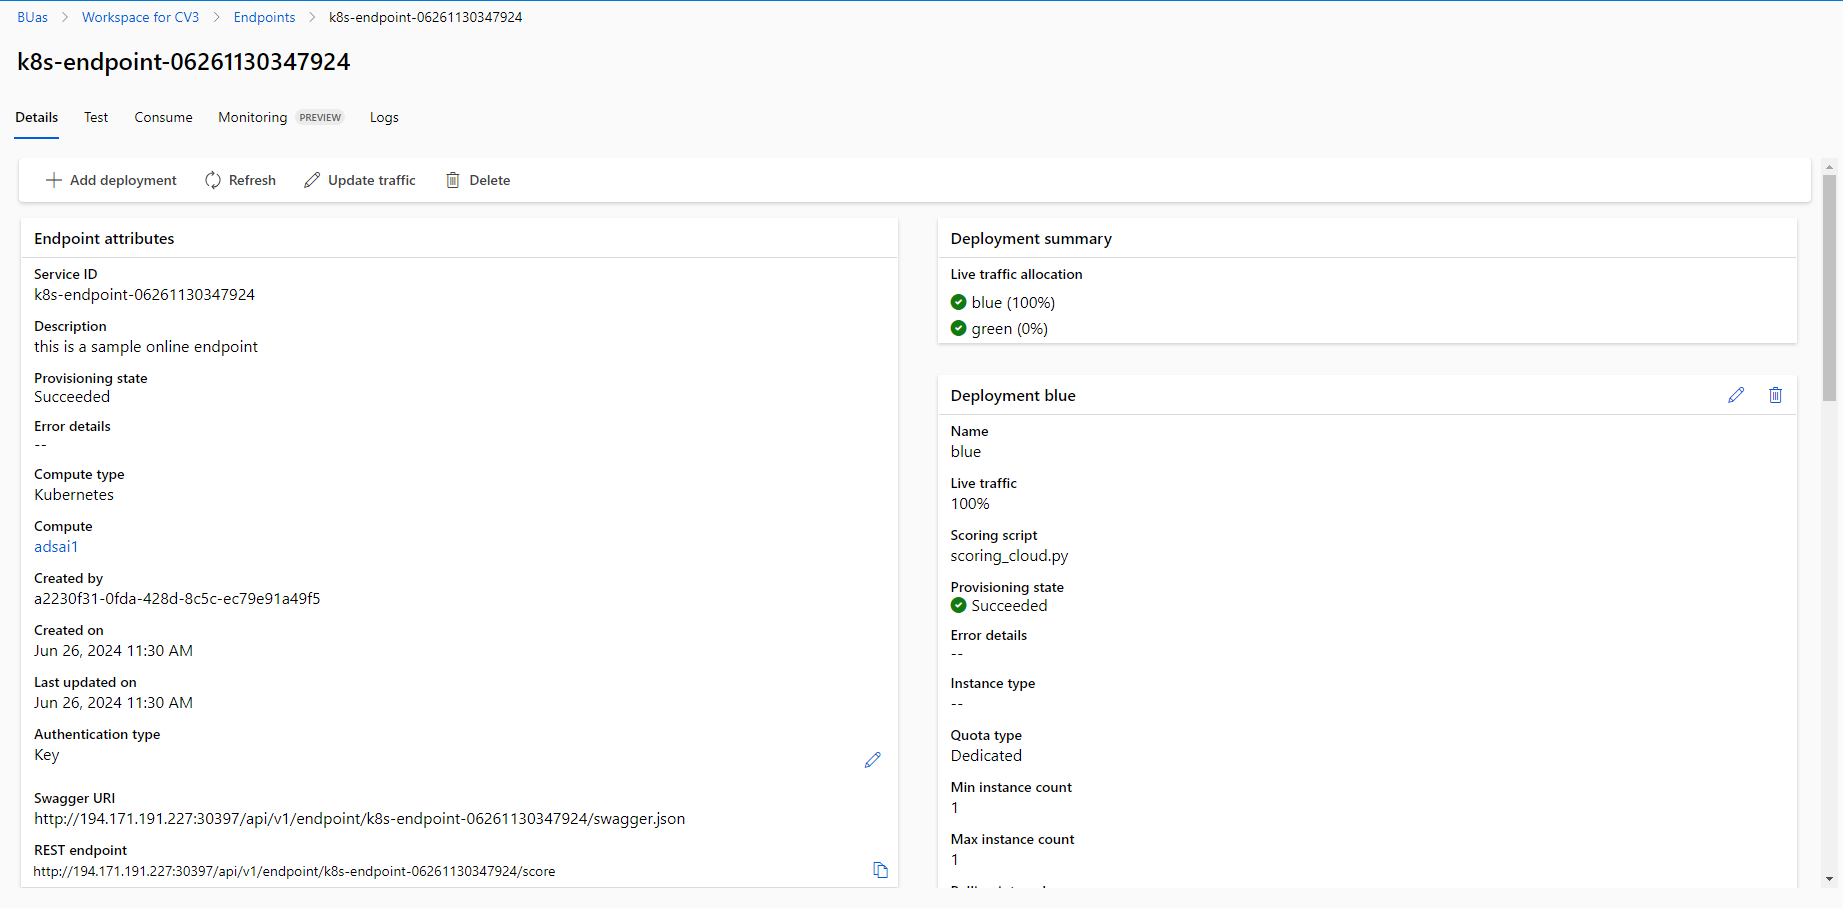 BUas > Workspace for CV3 > Endpoints > k8s-endpoint-06261130347924
k8s-endpoint-06261130347924
Details Test Consume Monitoring PREVIEW Logs
Add deployment Refresh Update traffic Delete
Endpoint attributes
Service ID
k8s-endpoint-06261130347924
Description
this is a sample online endpoint
Provisioning state
Succeeded
Error details
--
Compute type
Kubernetes
Compute
adsai1
Created by
a2230f31-0fda-428d-8c5c-ec79e91a49f5
Created on
Jun 26, 2024 11:30 AM
Last updated on
Jun 26, 2024 11:30 AM
Authentication type
Key
Swagger URI
http://194.171.191.227:30397/api/v1/endpoint/k8s-endpoint-06261130347924/swagger.json
REST endpoint
http://194.171.191.227:30397/api/v1/endpoint/k8s-endpoint-06261130347924/score
Deployment summary
Live traffic allocation
blue (100%)
green (0%)
Deployment blue
Name
blue
Live traffic
100%
Scoring script
scoring_cloud.py
Provisioning state
Succeeded
Error details
--
Instance type
--
Quota type
Dedicated
Min instance count
1
Max instance count
1